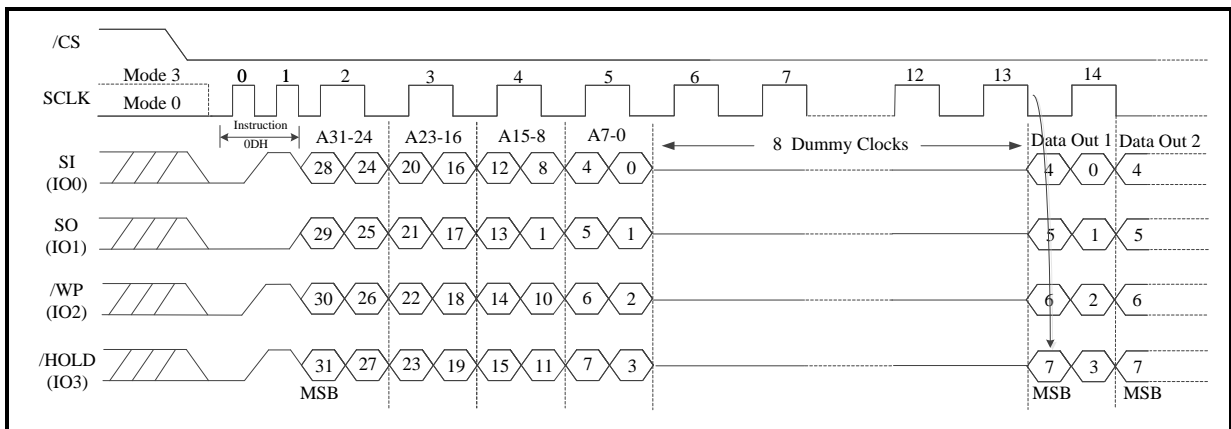 /CS
Mode 3 0 1 2 3 4 5 6 7 12 13 14
SCLK Mode 0
Instruction
0DH
A31-24 A23-16 A15-8 A7-0 8 Dummy Clocks Data Out 1 Data Out 2
SI
(IO0)
28 24 20 16 12 8 4 0 4 0 4
SO
(IO1)
29 25 21 17 13 1 5 1 5 1 5
/WP
(IO2)
30 26 22 18 14 10 6 2 6 2 6
/HOLD
(IO3)
31 27 23 19 15 11 7 3 7 3 7
MSB MSB MSB